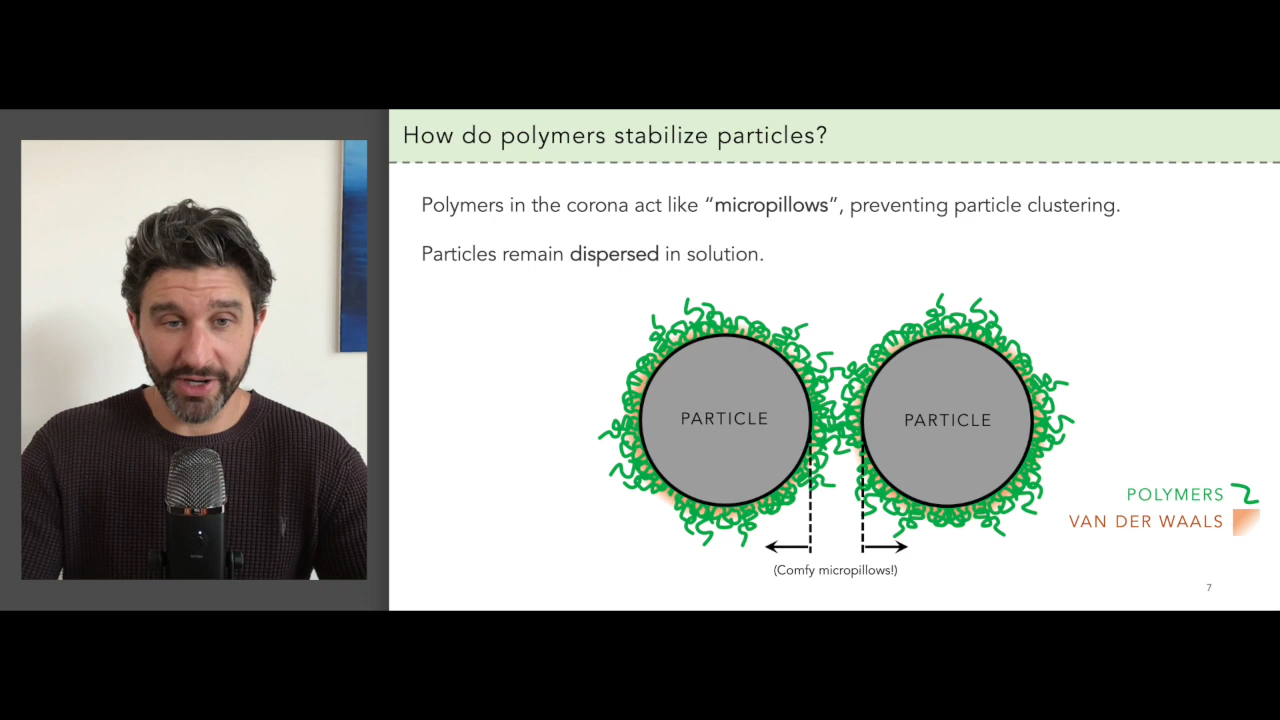 How do polymers stabilize particles?
Polymers in the corona act like “micropillows”, preventing particle clustering.
Particles remain dispersed in solution.
PARTICLE
PARTICLE
POLYMERS
VAN DER WAALS
(Comfy micropillows!)
7